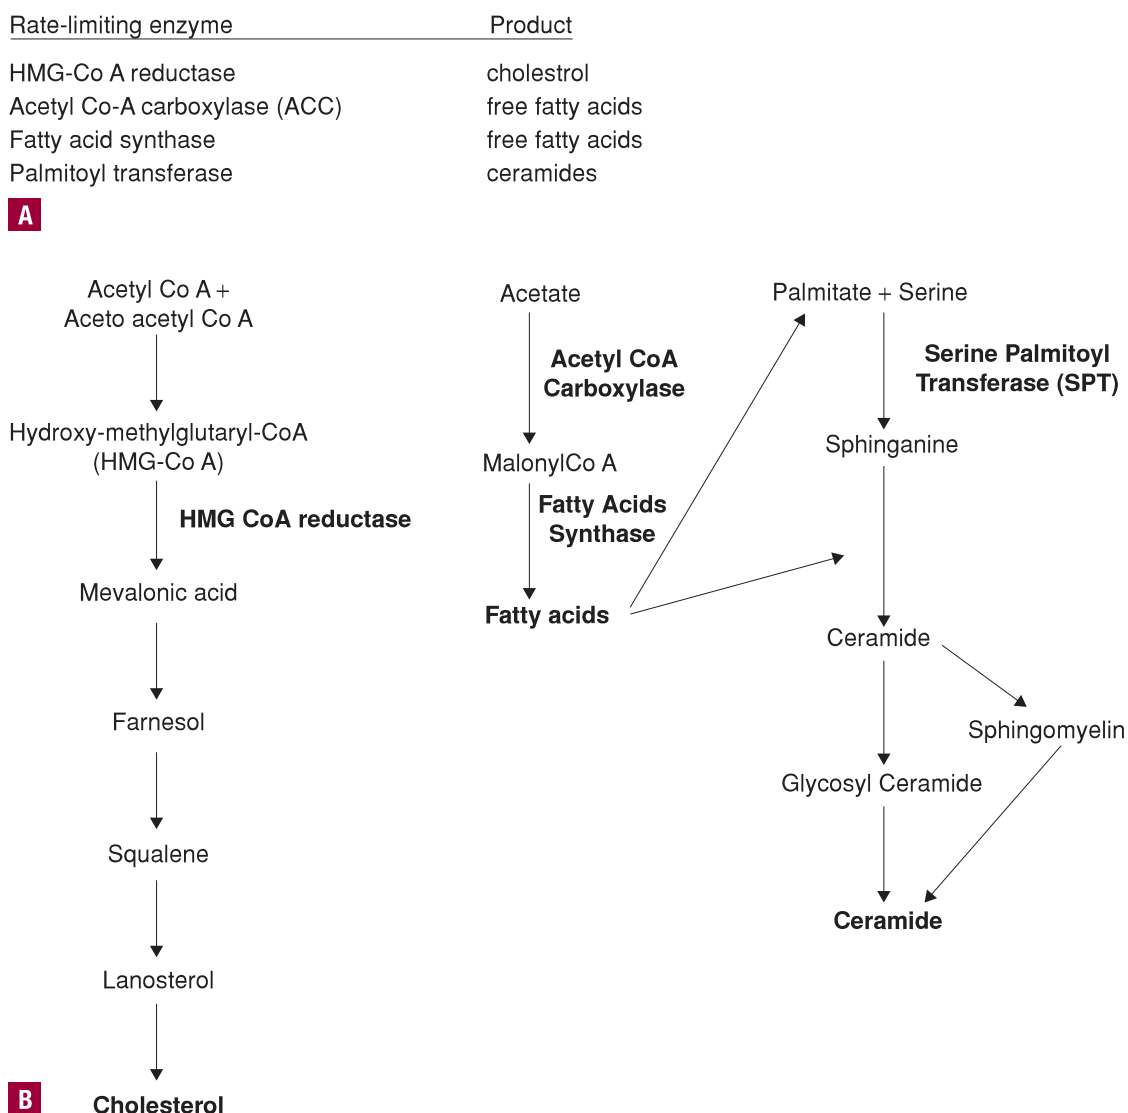 Rate-limiting enzyme Product
HMG-Co A reductase cholestrol
Acetyl Co-A carboxylase (ACC) free fatty acids
Fatty acid synthase free fatty acids
Palmitoyl transferase ceramides
A
Acetyl Co A +
Aceto acetyl Co A
Hydroxy-methylglutaryl-CoA
(HMG-Co A)
HMG CoA reductase
Mevalonic acid
Farnesol
Squalene
Lanosterol
Cholesterol
Acetate
Acetyl CoA
Carboxylase
MalonylCo A
Fatty Acids
Synthase
Fatty acids
Palmitate + Serine
Serine Palmitoyl
Transferase (SPT)
Sphinganine
Ceramide
Sphingomyelin
Glycosyl Ceramide
Ceramide
B